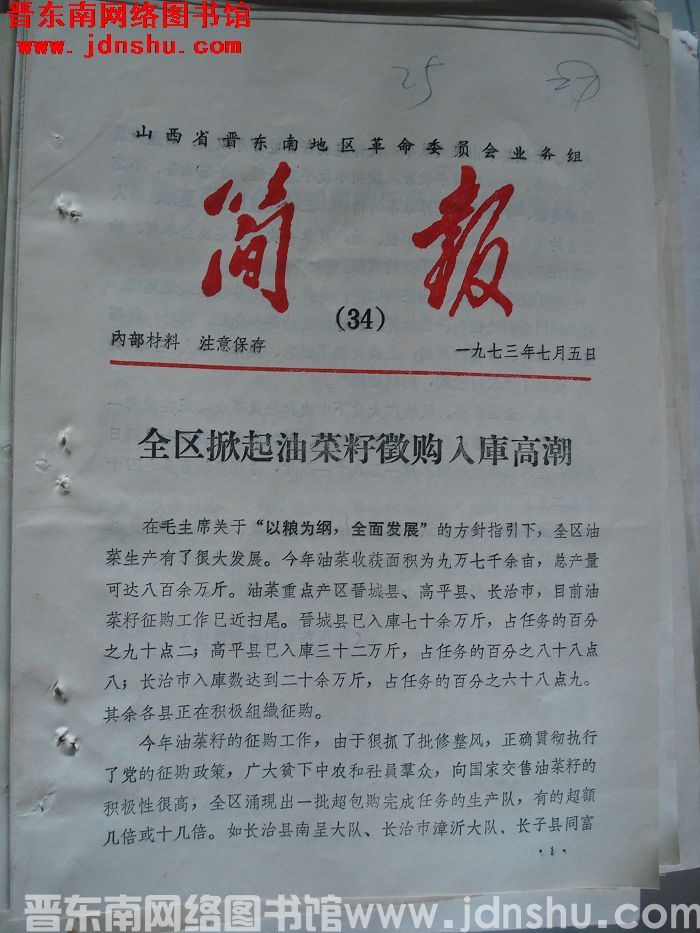 晋东南网络图书馆
www.jdnshu.com
25
山西省晋东南地区革命委员会业务组
简报
(34)
内部材料 注意保存
一九七三年七月五日
全区掀起油菜籽徵购入庫高潮
在毛主席关于“以粮为纲，全面发展”的方針指引下，全区油
菜生产有了很大发展。今年油菜收获面积为九万七千余亩，总产量
可达八百余万斤。油菜重点产区晋城县、高平县、长治市，目前油
菜籽征购工作已近扫尾。晋城县已入庫七十余万斤，占任务的百分
之九十点二；高平县已入庫三十二万斤，占任务的百分之八十八点
八；长治市入庫数达到二十余万斤，占任务的百分之六十八点九。
其余各县正在积极組織征购。
今年油菜籽的征购工作，由于很抓了批修整风，正确貫彻执行
了党的征购政策，广大贫下中农和社員羣众，向国家交售油菜籽的
积极性很高，全区涌现出一批超包购完成任务的生产队，有的超額
几倍或十几倍。如长治县南呈大队、长治市漳沂大队、长子县同富
·1·
晋东南网络图书馆www.jdnshu.com